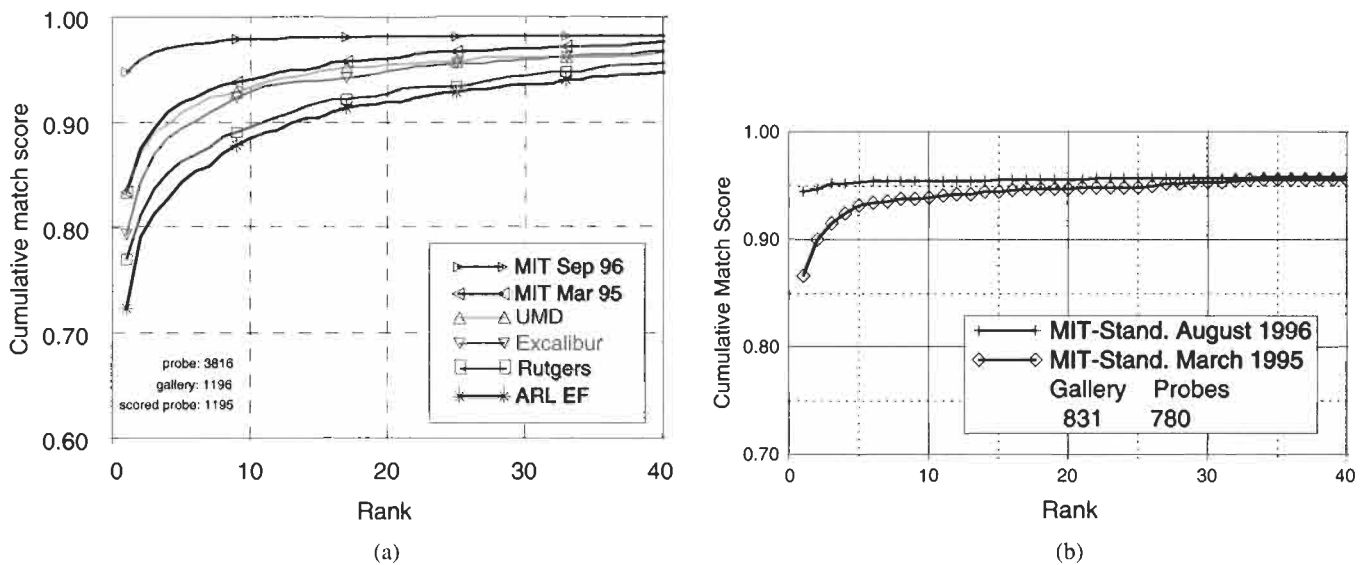 1.00
0.90
0.80
0.70
0.60
Cumulative match score
MIT Sep 96
MIT Mar 95
UMD
Excalibur
Rutgers
ARL EF
probe: 3816
gallery: 1196
scored probe: 1195
0 10 20 30 40
Rank
(a)
1.00
0.90
0.80
0.70
Cumulative Match Score
MIT-Stand. August 1996
MIT-Stand. March 1995
Gallery Probes
831 780
0 10 20 30 40
Rank
(b)